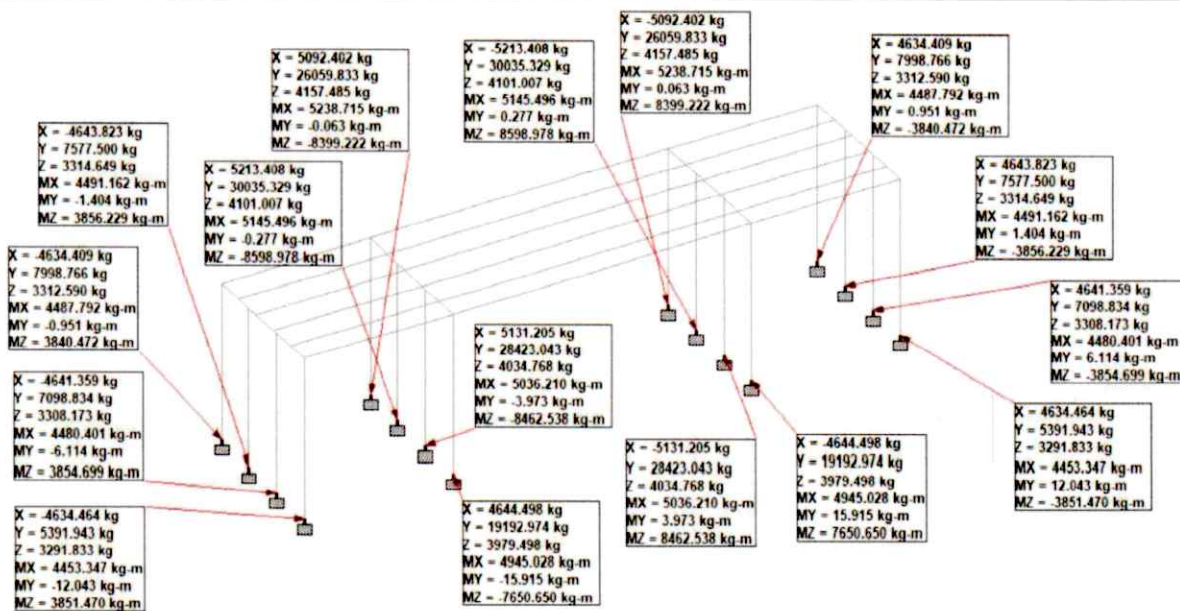 X = 5092.402 kg
Y = 26059.833 kg
Z = 4157.485 kg
MX = 5238.715 kg-m
MY = -0.063 kg-m
MZ = -8399.222 kg-m
X = -5213.408 kg
Y = 30035.329 kg
Z = 4101.007 kg
MX = 5145.496 kg-m
MY = 0.277 kg-m
MZ = 8598.978 kg-m
X = -5092.402 kg
Y = 26059.833 kg
Z = 4157.485 kg
MX = 5238.715 kg-m
MY = 0.063 kg-m
MZ = 8399.222 kg-m
X = 4634.409 kg
Y = 7998.766 kg
Z = 3312.590 kg
MX = 4487.792 kg-m
MY = 0.951 kg-m
MZ = -3840.472 kg-m
X = -4643.823 kg
Y = 7577.500 kg
Z = 3314.649 kg
MX = 4491.162 kg-m
MY = -1.404 kg-m
MZ = 3856.229 kg-m
X = 5213.408 kg
Y = 30035.329 kg
Z = 4101.007 kg
MX = 5145.496 kg-m
MY = -0.277 kg-m
MZ = -8598.978 kg-m
X = 4643.823 kg
Y = 7577.500 kg
Z = 3314.649 kg
MX = 4491.162 kg-m
MY = 1.404 kg-m
MZ = -3856.229 kg-m
X = -4634.409 kg
Y = 7998.766 kg
Z = 3312.590 kg
MX = 4487.792 kg-m
MY = -0.951 kg-m
MZ = 3840.472 kg-m
X = 4641.359 kg
Y = 7098.834 kg
Z = 3308.173 kg
MX = 4480.401 kg-m
MY = 6.114 kg-m
MZ = -3854.699 kg-m
X = 5131.205 kg
Y = 28423.043 kg
Z = 4034.768 kg
MX = 5036.210 kg-m
MY = -3.973 kg-m
MZ = -8462.538 kg-m
X = -4641.359 kg
Y = 7098.834 kg
Z = 3308.173 kg
MX = 4480.401 kg-m
MY = -6.114 kg-m
MZ = 3854.699 kg-m
X = 4634.464 kg
Y = 5391.943 kg
Z = 3291.833 kg
MX = 4453.347 kg-m
MY = 12.043 kg-m
MZ = -3851.470 kg-m
X = -5131.205 kg
Y = 28423.043 kg
Z = 4034.768 kg
MX = 5036.210 kg-m
MY = 3.973 kg-m
MZ = 8462.538 kg-m
X = -4644.498 kg
Y = 19192.974 kg
Z = 3979.498 kg
MX = 4945.028 kg-m
MY = 15.915 kg-m
MZ = 7650.650 kg-m
X = -4634.464 kg
Y = 5391.943 kg
Z = 3291.833 kg
MX = 4453.347 kg-m
MY = -12.043 kg-m
MZ = 3851.470 kg-m
X = 4644.498 kg
Y = 19192.974 kg
Z = 3979.498 kg
MX = 4945.028 kg-m
MY = -15.915 kg-m
MZ = -7650.650 kg-m